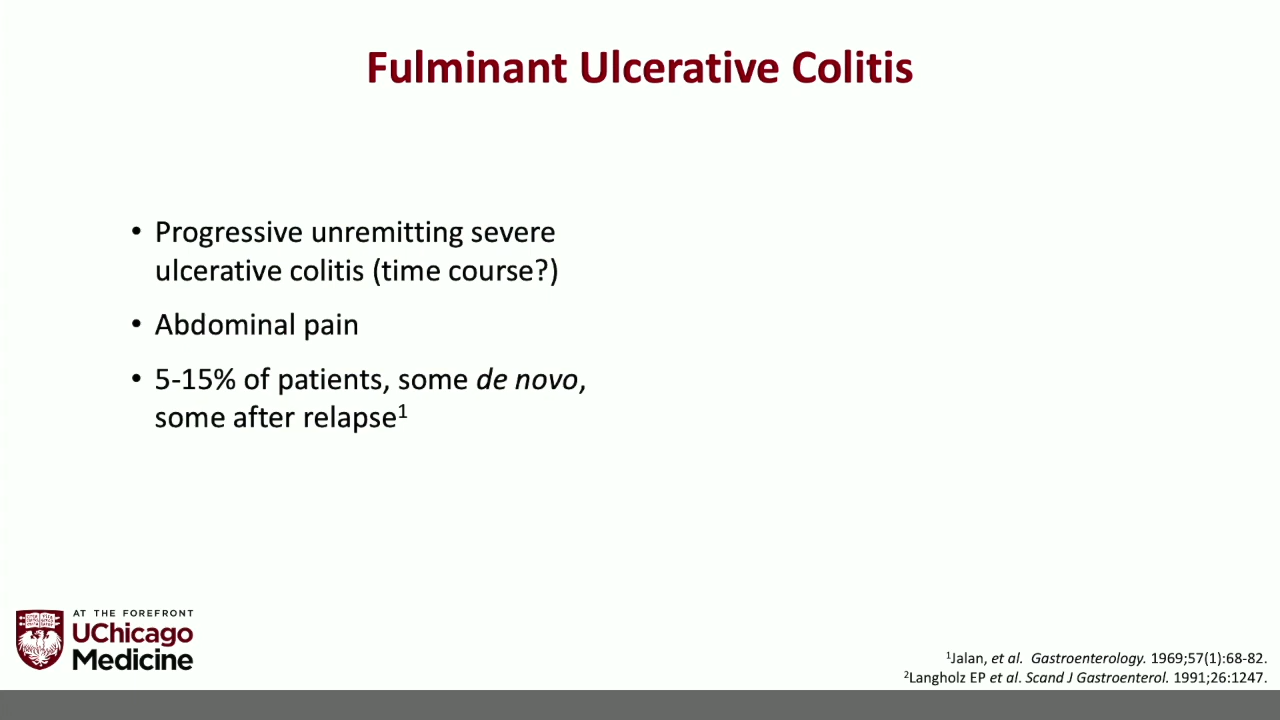 Fulminant Ulcerative Colitis
• Progressive unremitting severe
ulcerative colitis (time course?)
• Abdominal pain
• 5-15% of patients, some de novo,
some after relapse¹
AT THE FOREFRONT
UChicago
Medicine
¹Jalan, et al. Gastroenterology. 1969;57(1):68-82.
²Langholz EP et al. Scand J Gastroenterol. 1991;26:1247.